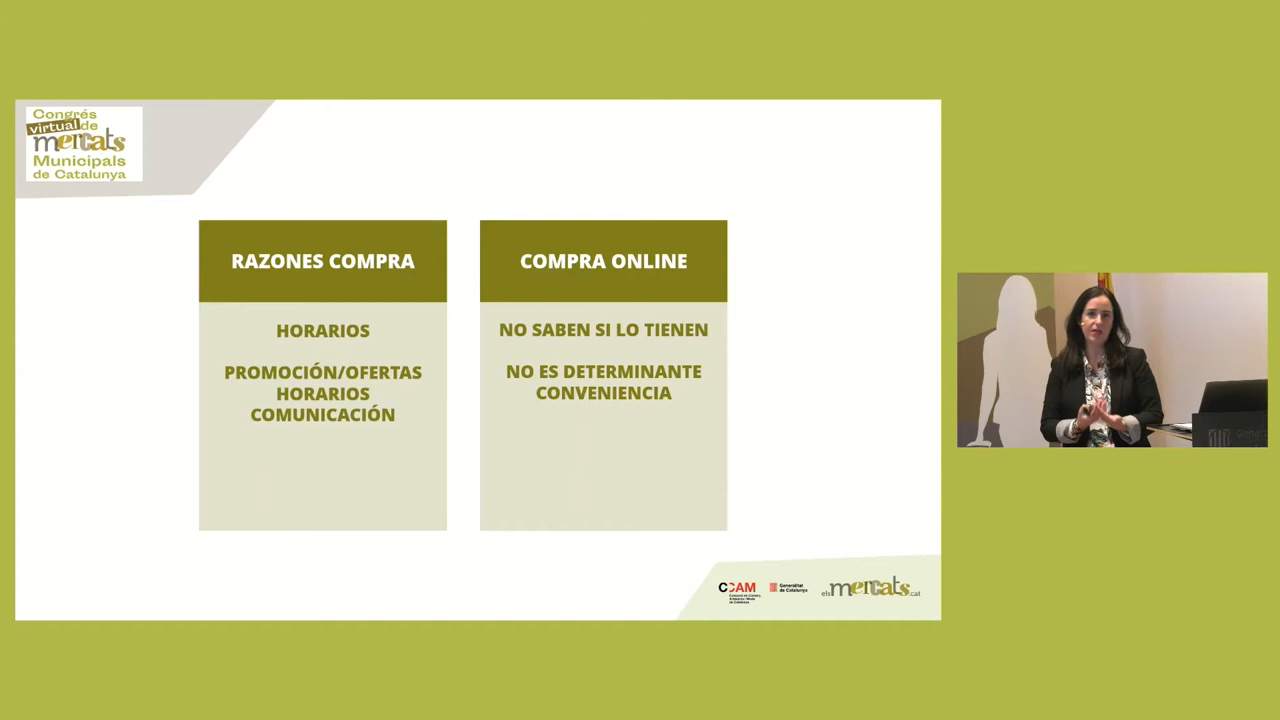 Congrés
virtual de
mercats
Municipals
de Catalunya
RAZONES COMPRA
HORARIOS
PROMOCIÓN/OFERTAS
HORARIOS
COMUNICACIÓN
COMPRA ONLINE
NO SABEN SI LO TIENEN
NO ES DETERMINANTE
CONVENIENCIA
CCAM
Generalitat
de Catalunya
elsmercats.cat